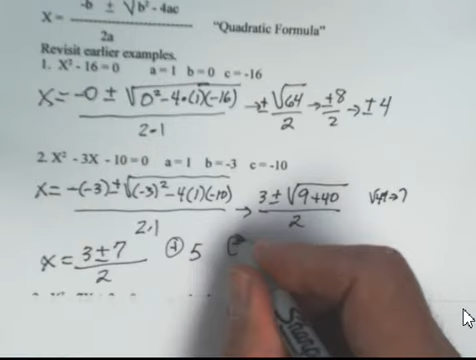 X = -b ± √b² - 4ac
2a
"Quadratic Formula"
Revisit earlier examples.
1. X² - 16 = 0 a = 1 b = 0 c = -16
X = -0 ± √0² - 4·(1)(-16) → ± √64 → ±8 → ±4
2·1 2 2
2. X² - 3X - 10 = 0 a = 1 b = -3 c = -10
X = -(-3) ± √(-3)² - 4(1)(-10) → 3 ± √9+40 √49 → 7
2·1 2
x = 3 ± 7 (+) 5
2
Sharpie